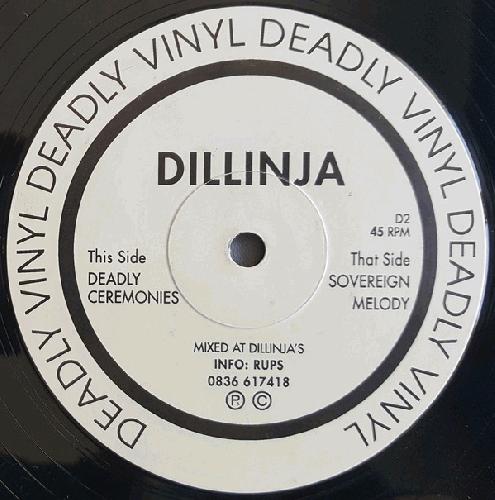 DEADLY VINYL DEADLY VINYL DEADLY VINYL DEADLY VINYL
DILLINJA
D2
45 RPM
This Side
DEADLY
CEREMONIES
That Side
SOVEREIGN
MELODY
MIXED AT DILLINJA'S
INFO: RUPS
0836 617418
Ⓟ ©